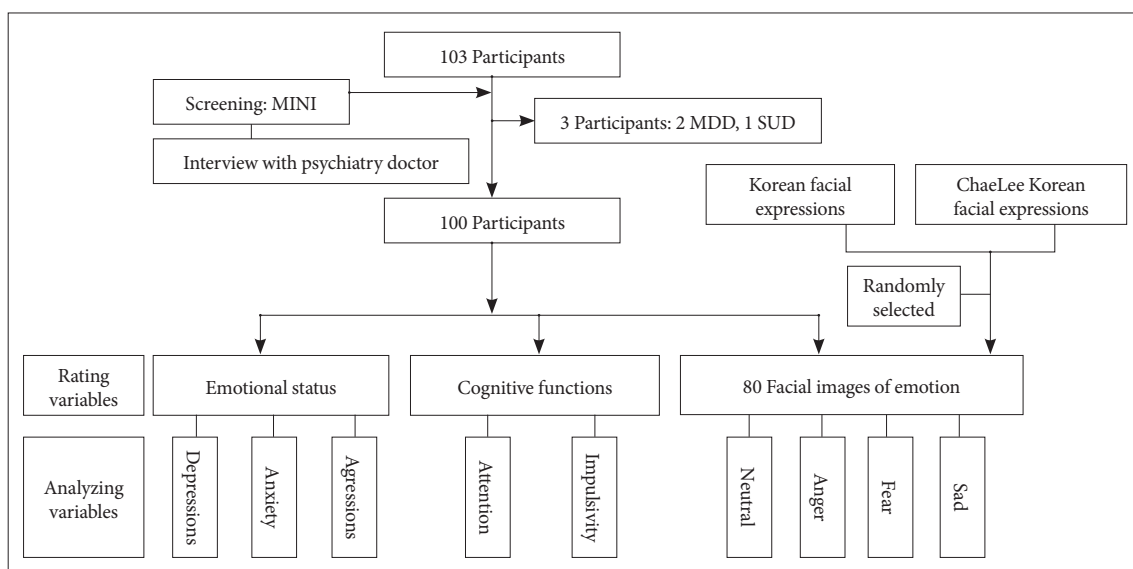 103 Participants
Screening: MINI
3 Participants: 2 MDD, 1 SUD
Interview with psychiatry doctor
Korean facial
expressions
ChaeLee Korean
facial expressions
100 Participants
Randomly
selected
Rating
variables
Emotional status
Cognitive functions
80 Facial images of emotion
Analyzing
variables
Depressions
Anxiety
Agressions
Attention
Impulsivity
Neutral
Anger
Fear
Sad